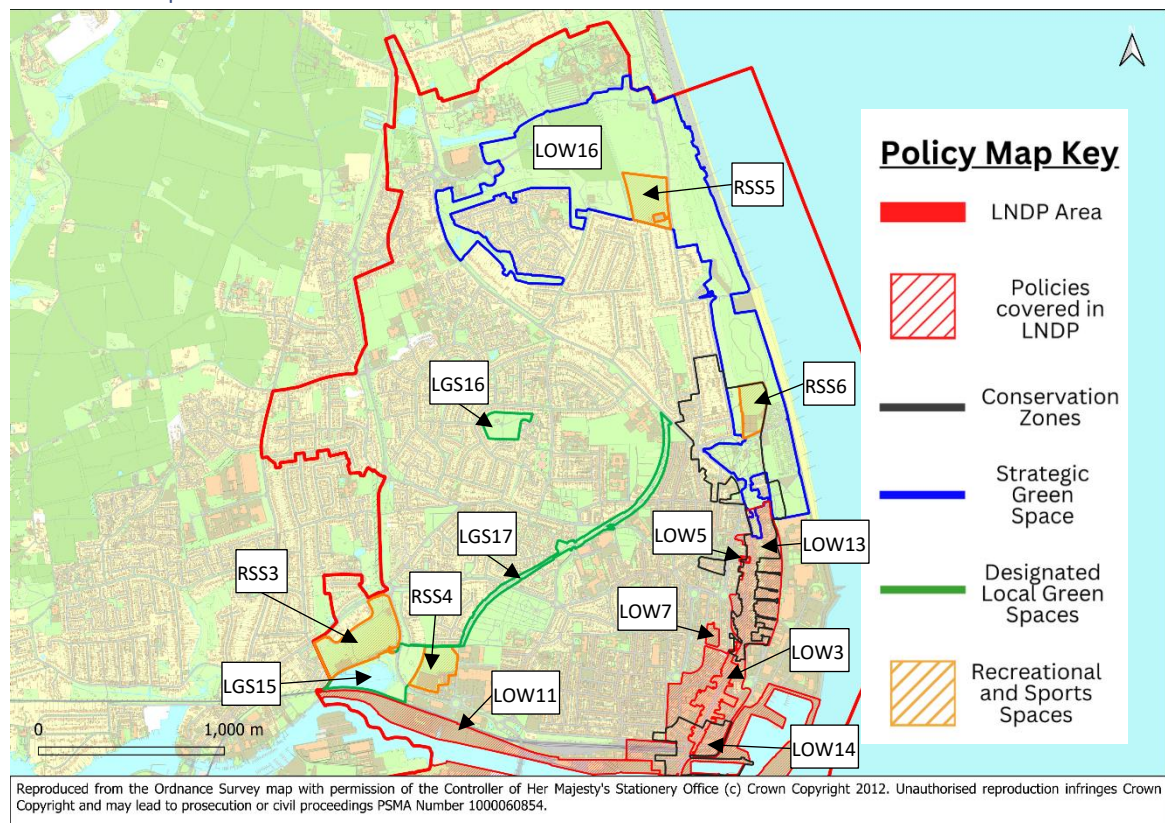 LOW16
RSS5
RSS6
LGS16
LGS17
LOW5
LOW13
RSS3
RSS4
LOW7
LOW3
LGS15
LOW11
LOW14
0
1,000 m
Policy Map Key
LNDP Area
Policies
covered in
LNDP
Conservation
Zones
Strategic
Green
Space
Designated
Local Green
Spaces
Recreational
and Sports
Spaces
Reproduced from the Ordnance Survey map with permission of the Controller of Her Majesty's Stationery Office (c) Crown Copyright 2012. Unauthorised reproduction infringes Crown
Copyright and may lead to prosecution or civil proceedings PSMA Number 1000060854.